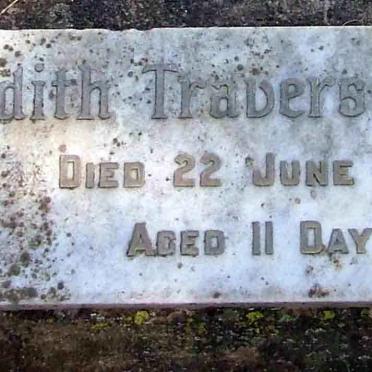 dith Travers
Died 22 June
Aged 11 Day